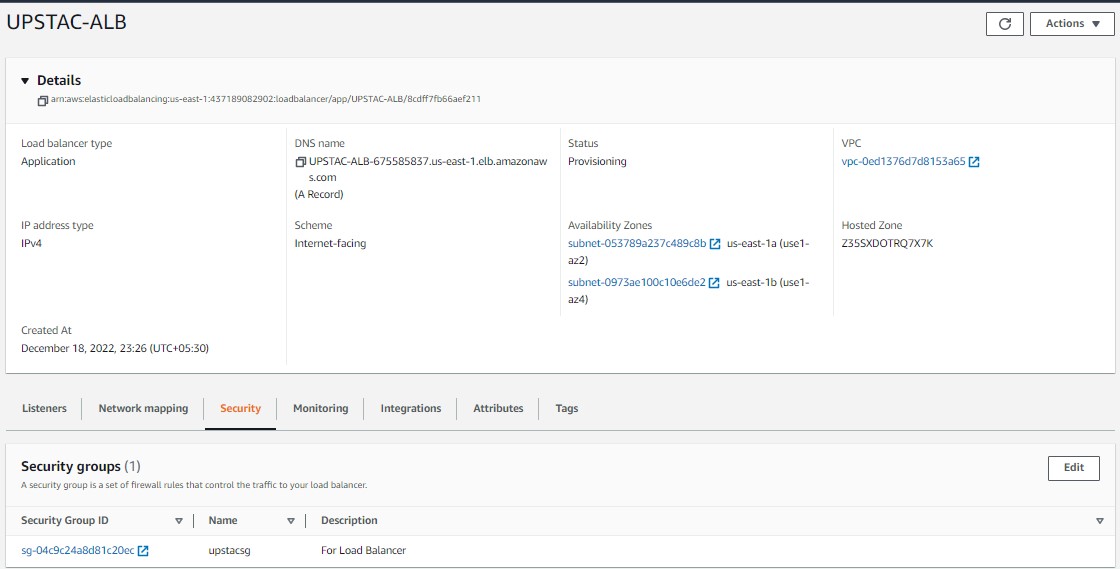 UPSTAC-ALB
Actions
Details
arn:aws:elasticloadbalancing:us-east-1:437189082902:loadbalancer/app/UPSTAC-ALB/8cdff7fb66aef211
Load balancer type
Application
DNS name
UPSTAC-ALB-675585837.us-east-1.elb.amazonaw
s.com
(A Record)
Status
Provisioning
VPC
vpc-0ed1376d7d8153a65
IP address type
IPv4
Scheme
Internet-facing
Availability Zones
subnet-053789a237c489c8b us-east-1a (use1-
az2)
subnet-0973ae100c10e6de2 us-east-1b (use1-
az4)
Hosted Zone
Z35SXDOTRQ7X7K
Created At
December 18, 2022, 23:26 (UTC+05:30)
Listeners Network mapping Security Monitoring Integrations Attributes Tags
Security groups (1)
A security group is a set of firewall rules that control the traffic to your load balancer.
Edit
Security Group ID Name Description
sg-04c9c24a8d81c20ec upstacsg For Load Balancer